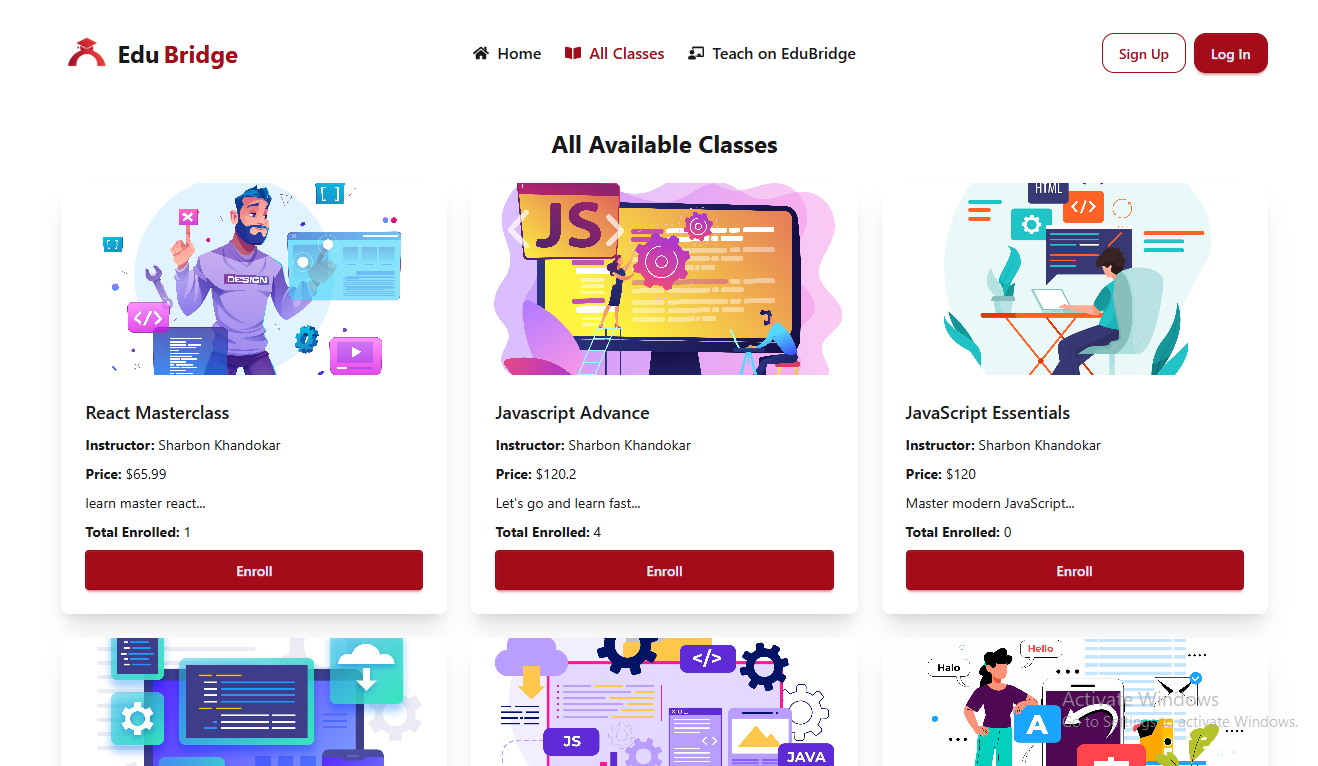 Edu Bridge
Home
All Classes
Teach on EduBridge
Sign Up
Log In
All Available Classes
[ ]
{ }
DESIGN
</>
JS
HTML
</>
React Masterclass
Instructor: Sharbon Khandokar
Price: $65.99
learn master react...
Total Enrolled: 1
Enroll
Javascript Advance
Instructor: Sharbon Khandokar
Price: $120.2
Let's go and learn fast...
Total Enrolled: 4
Enroll
JavaScript Essentials
Instructor: Sharbon Khandokar
Price: $120
Master modern JavaScript...
Total Enrolled: 0
Enroll
</>
JS
< >
JAVA
Halo
Hello
A
Activate Windows
Go to Settings to activate Windows.